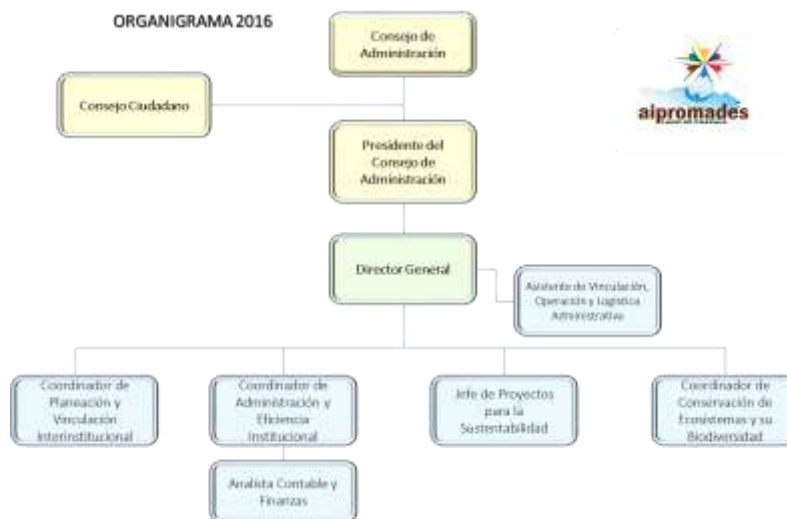 ORGANIGRAMA 2016
Consejo de
Administración
Consejo Ciudadano
aipromades
Presidente del
Consejo de
Administración
Director General
Asistente de Vinculación,
Operación y Logística
Administrativa
Coordinador de
Planeación y
Vinculación
Interinstitucional
Coordinador de
Administración y
Eficiencia
Institucional
Jefe de Proyectos
para la
Sustentabilidad
Coordinador de
Conservación de
Ecosistemas y su
Biodiversidad
Analista Contable y
Finanzas